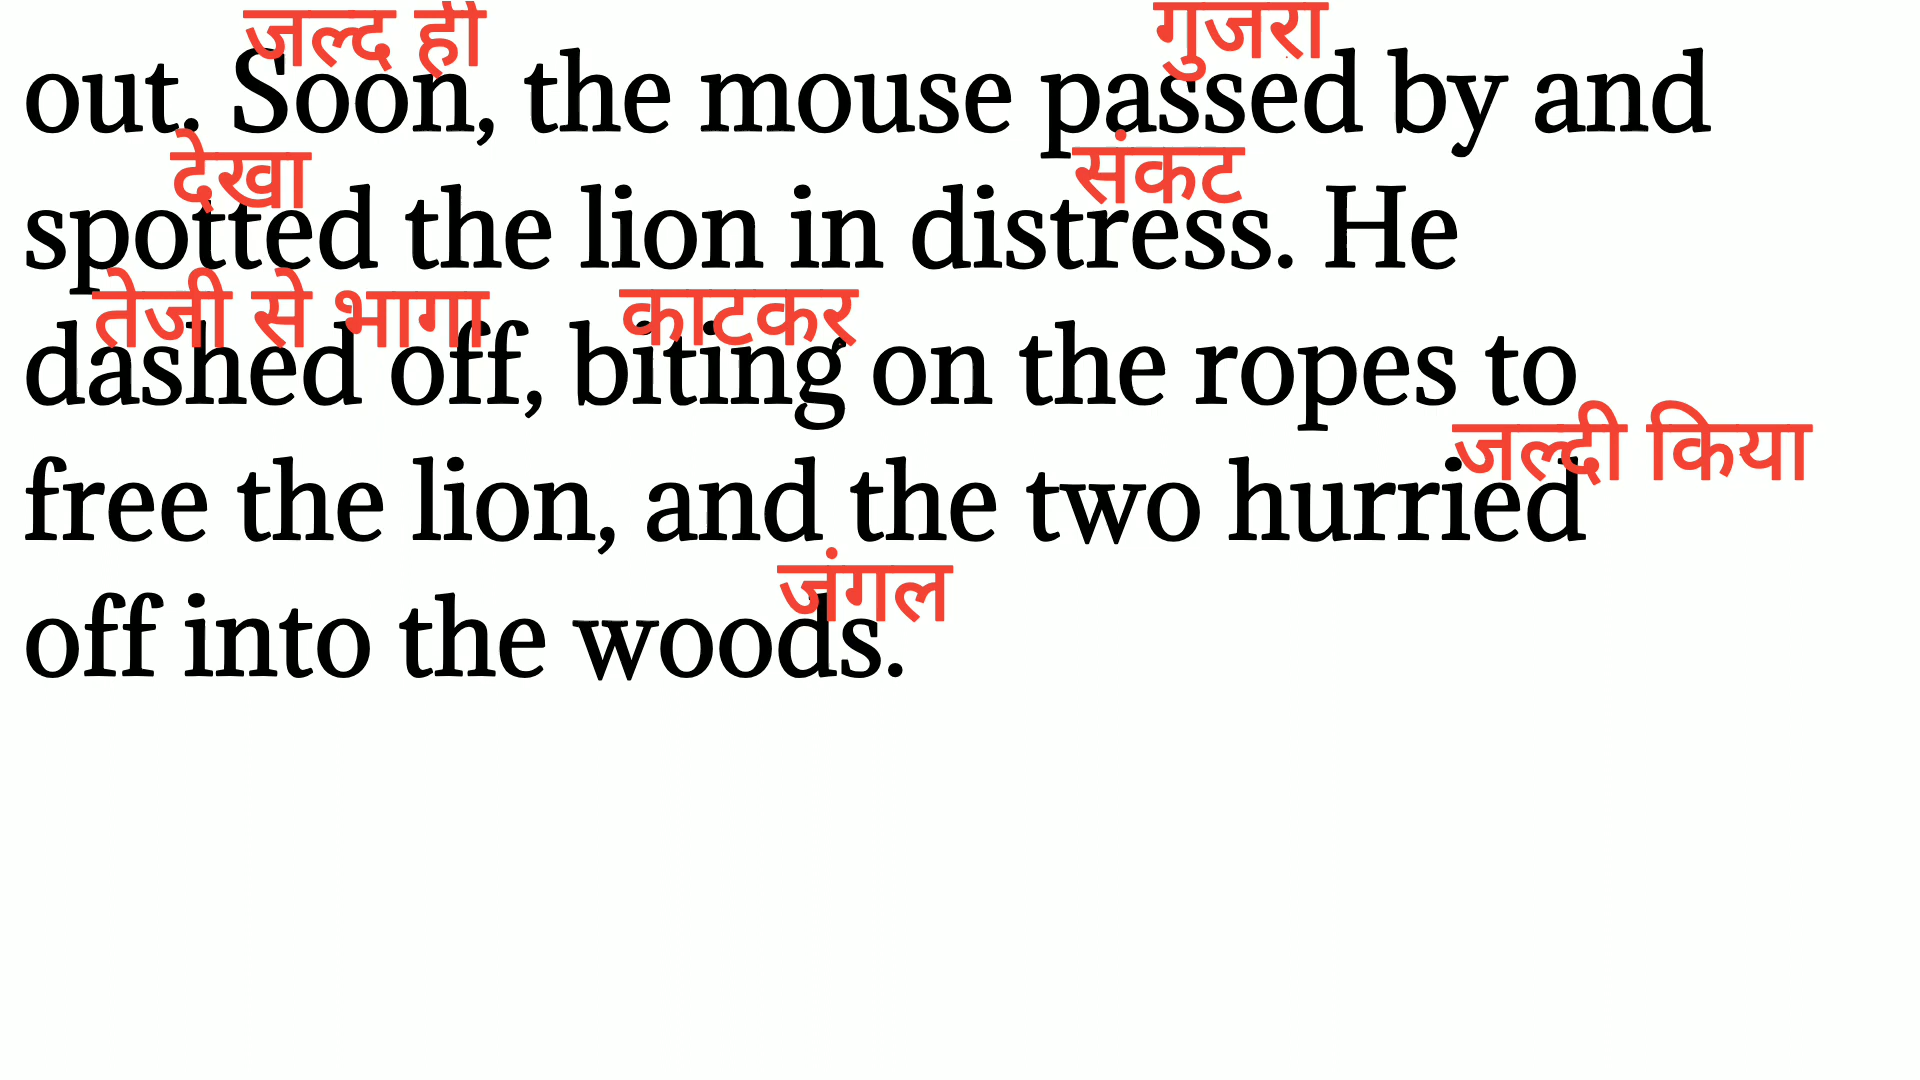 जल्द ही गुजरा
out. Soon, the mouse passed by and
देखा संकट
spotted the lion in distress. He
तेजी से भागा काटकर
dashed off, biting on the ropes to
जल्दी किया
free the lion, and the two hurried
जंगल
off into the woods.